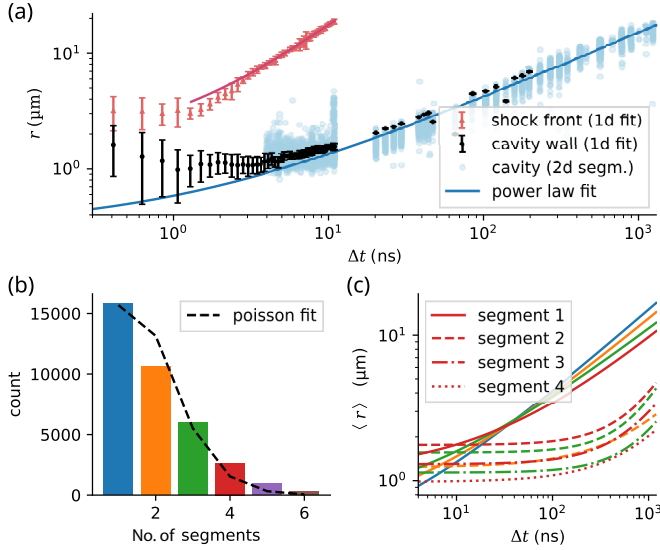 (a)
10¹
10⁰
r (µm)
shock front (1d fit)
cavity wall (1d fit)
cavity (2d segm.)
power law fit
10⁰
10¹
10²
10³
Δt (ns)
(b)
15000
10000
5000
0
count
poisson fit
2
4
6
No. of segments
(c)
10¹
10⁰
⟨ r ⟩ (µm)
segment 1
segment 2
segment 3
segment 4
10¹
10²
10³
Δt (ns)